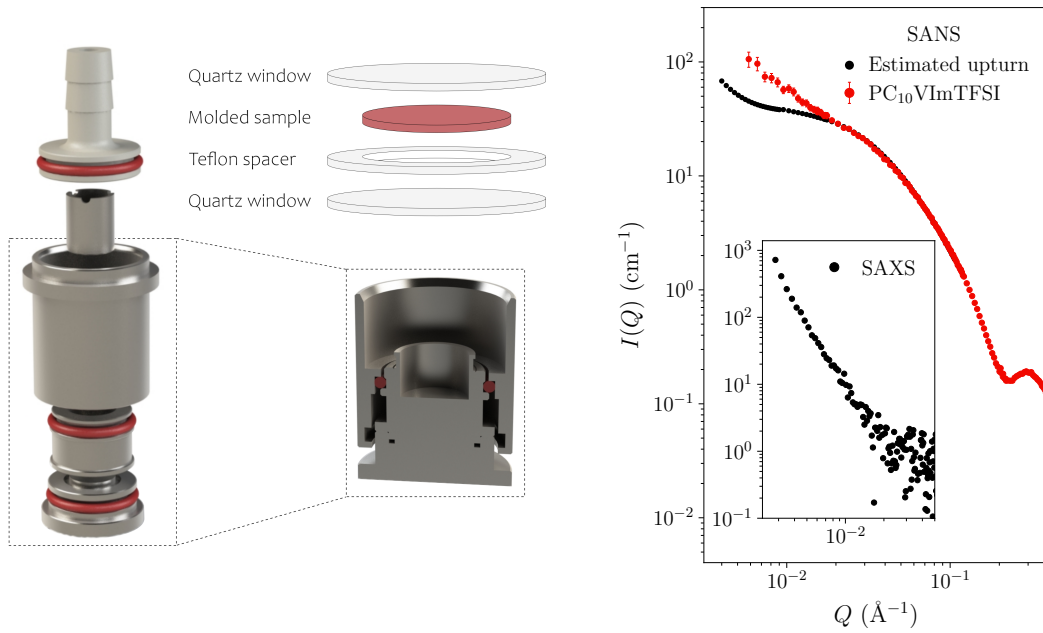 Quartz window
Molded sample
Teflon spacer
Quartz window
SANS
Estimated upturn
PC₁₀VImTFSI
SAXS
10³
10²
10¹
10⁰
10⁻¹
10⁻²
10²
10¹
10⁰
10⁻¹
10⁻²
10⁻²
10⁻¹
I(Q) (cm⁻¹)
Q (Å⁻¹)